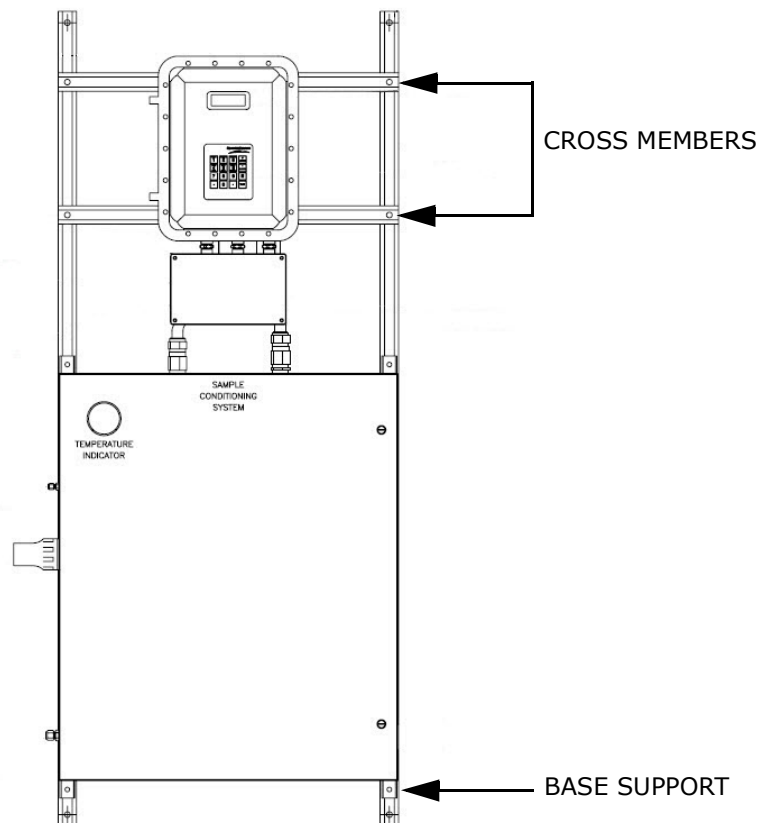 CROSS MEMBERS
SAMPLE
CONDITIONING
SYSTEM
TEMPERATURE
INDICATOR
BASE SUPPORT